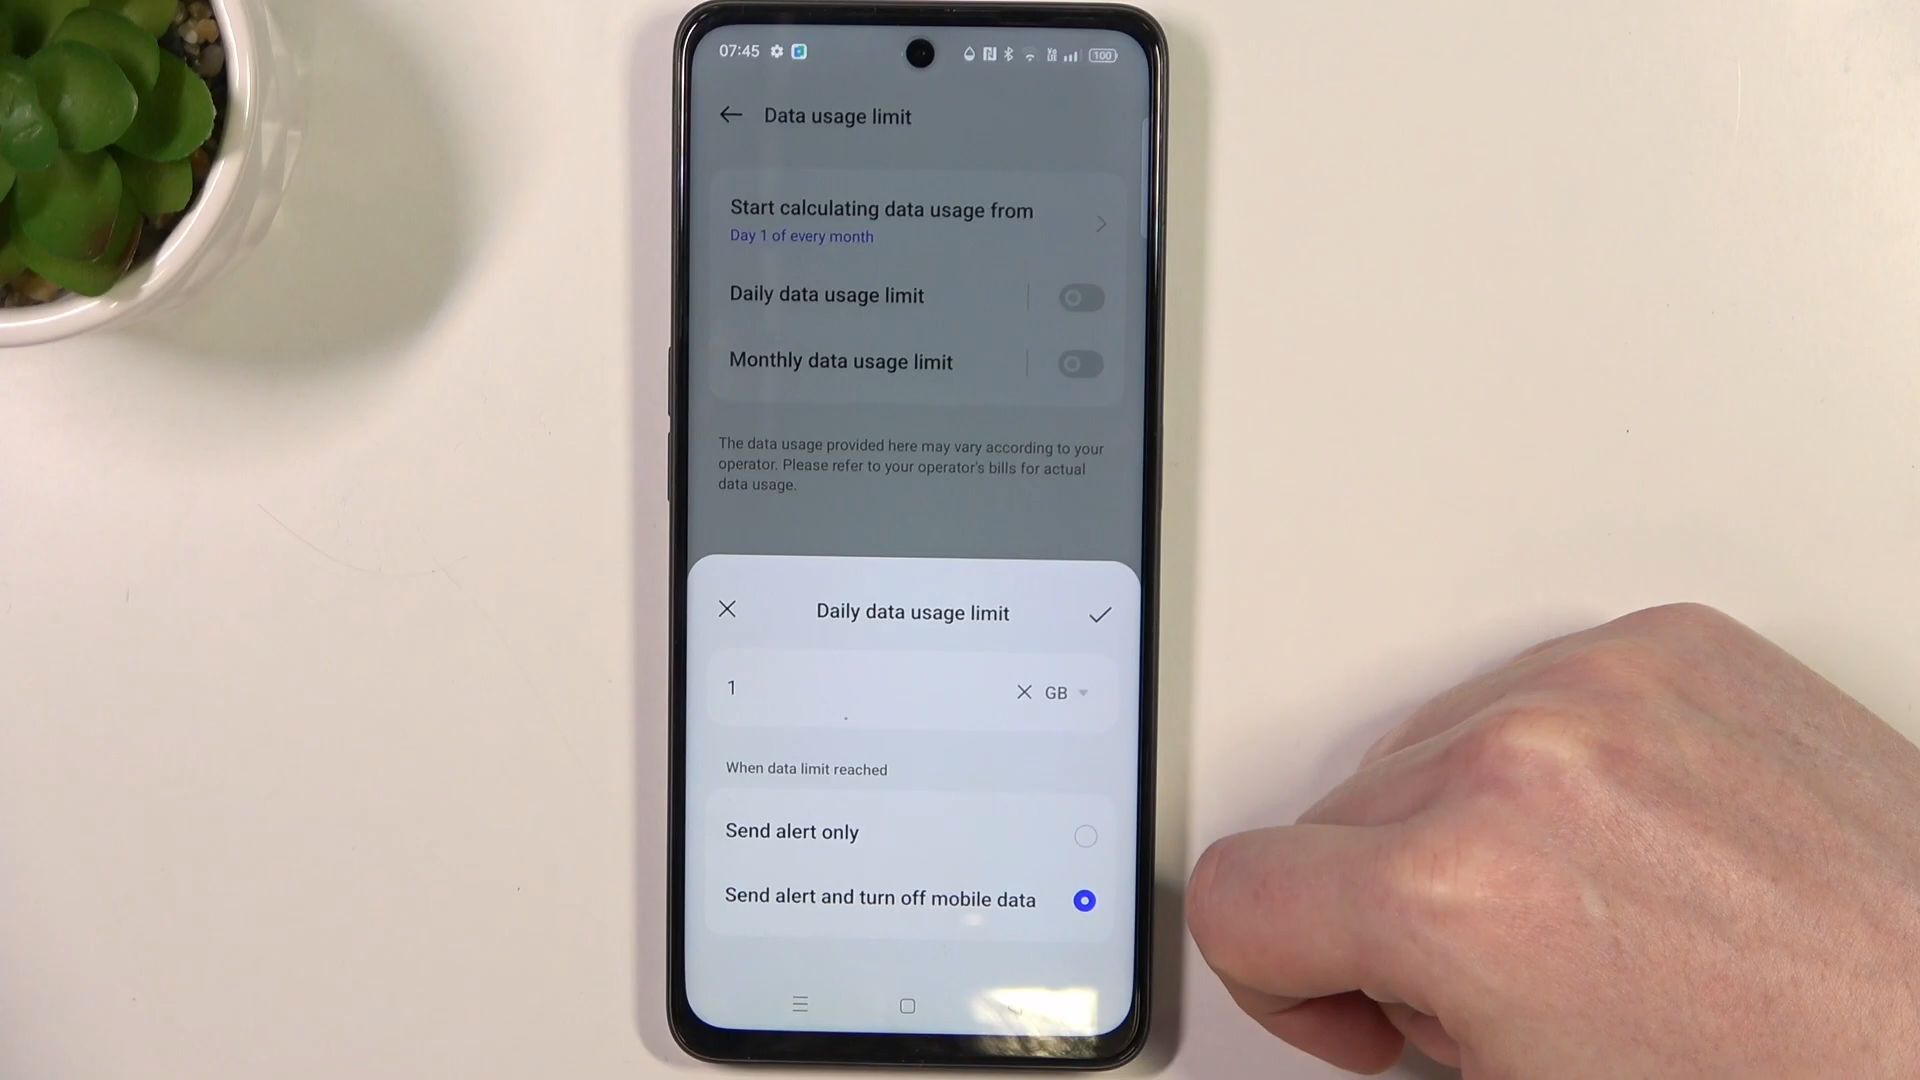 07:45
100
Data usage limit
Start calculating data usage from
Day 1 of every month
Daily data usage limit
Monthly data usage limit
The data usage provided here may vary according to your
operator. Please refer to your operator's bills for actual
data usage.
Daily data usage limit
1 GB
When data limit reached
Send alert only
Send alert and turn off mobile data